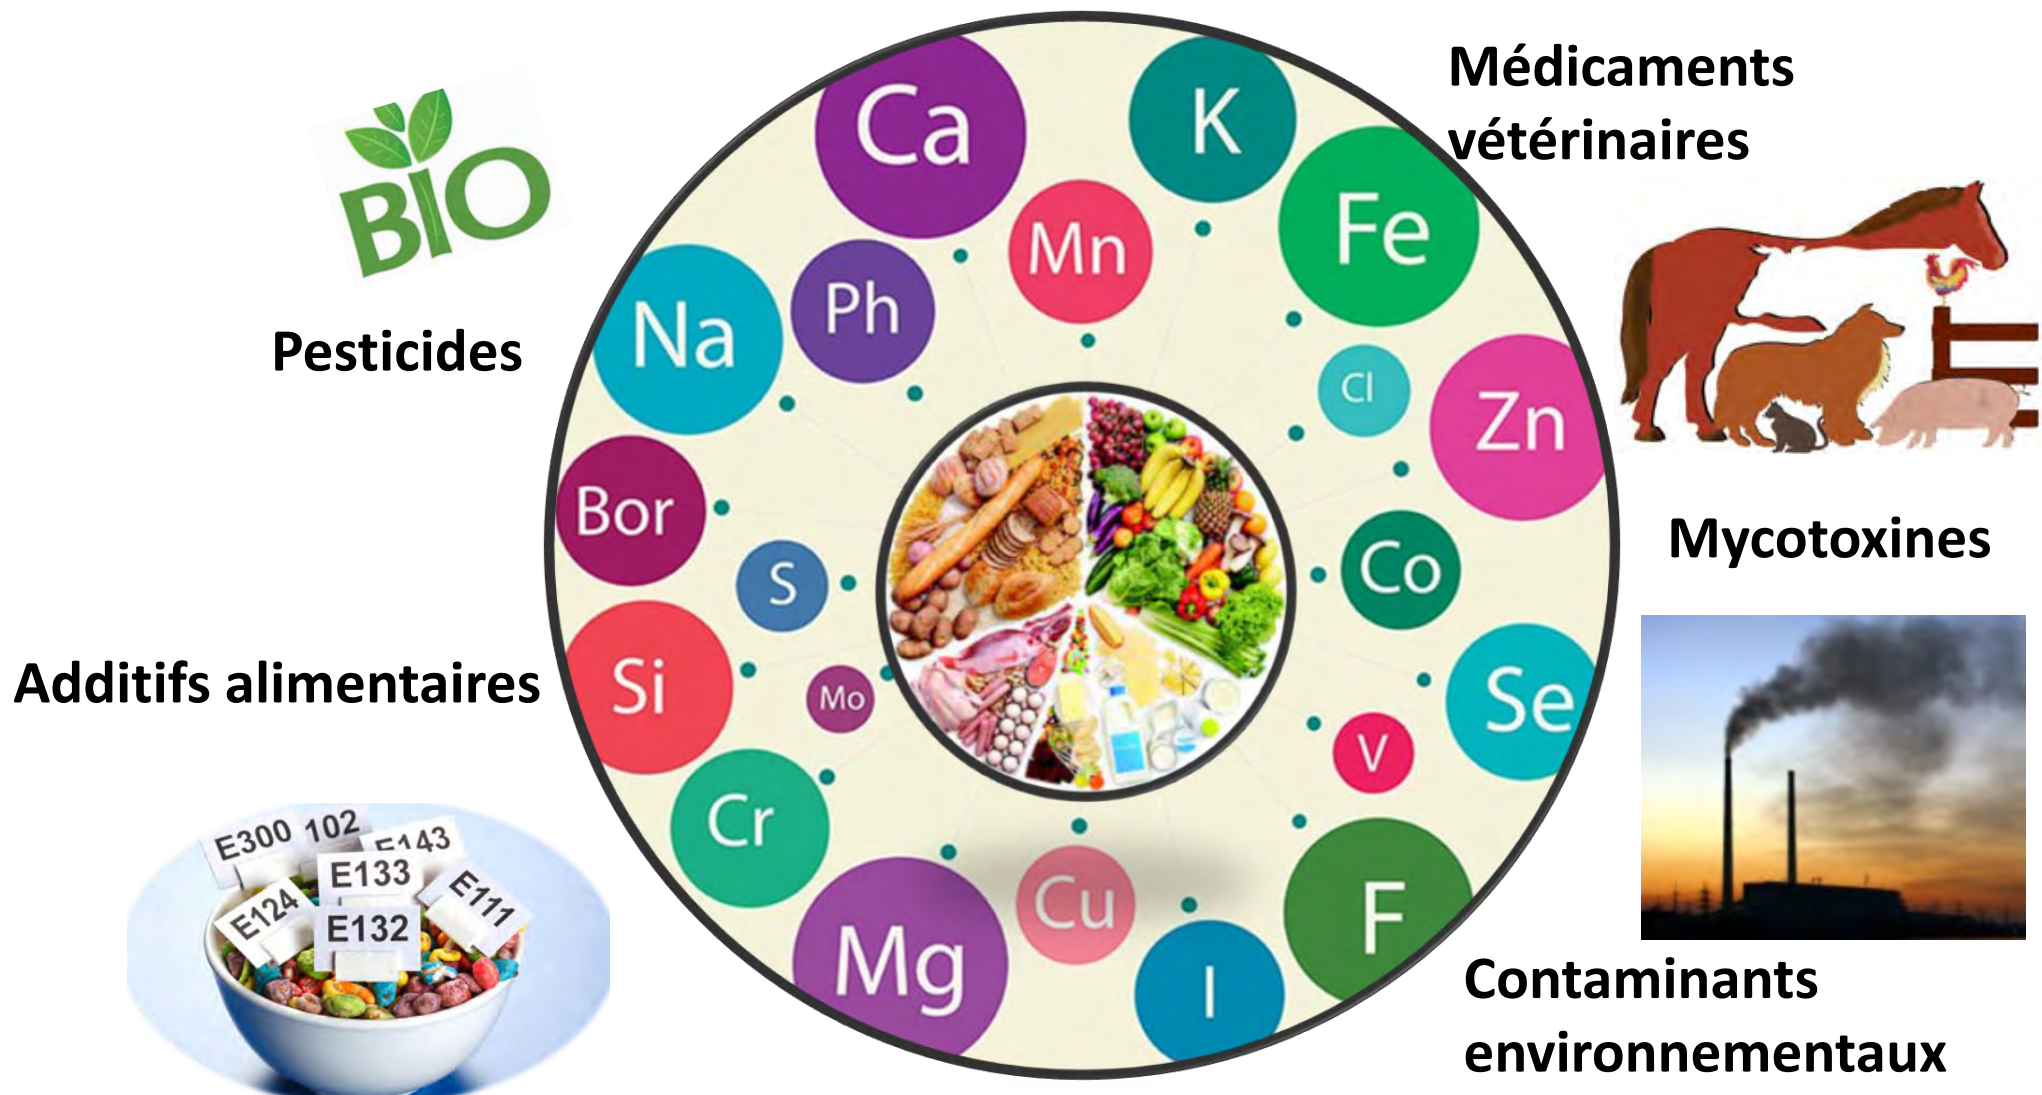 BIO
Pesticides
Additifs alimentaires
E300
102
E143
E133
E124
E111
E132
Ca
K
Mn
Fe
Ph
Na
Cl
Zn
Bor
S
Co
Si
Mo
Se
V
Cr
Cu
F
Mg
I
Médicaments
vétérinaires
Mycotoxines
Contaminants
environnementaux